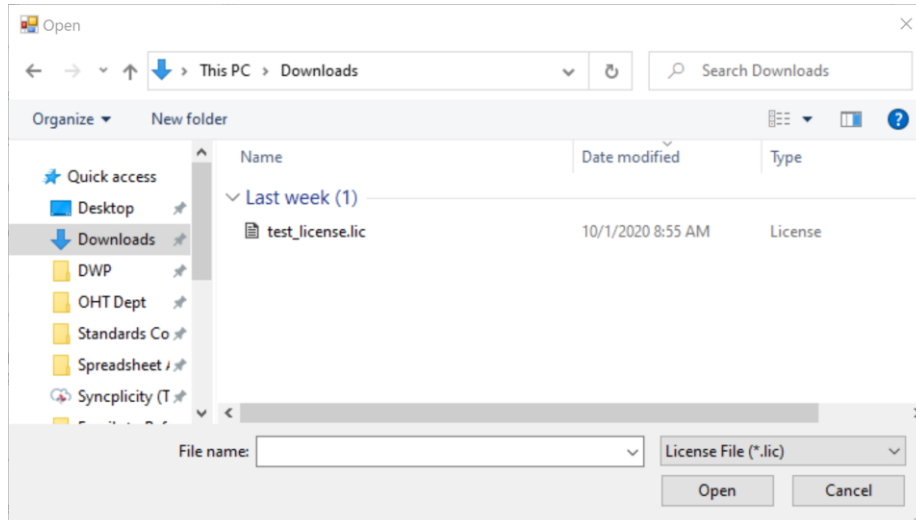 Open
This PC > Downloads
Search Downloads
Organize
New folder
Name
Date modified
Type
Quick access
Desktop
Downloads
DWP
OHT Dept
Standards Co
Spreadsheet
Syncplicity (T
Last week (1)
test_license.lic 10/1/2020 8:55 AM License
File name:
License File (*.lic)
Open
Cancel